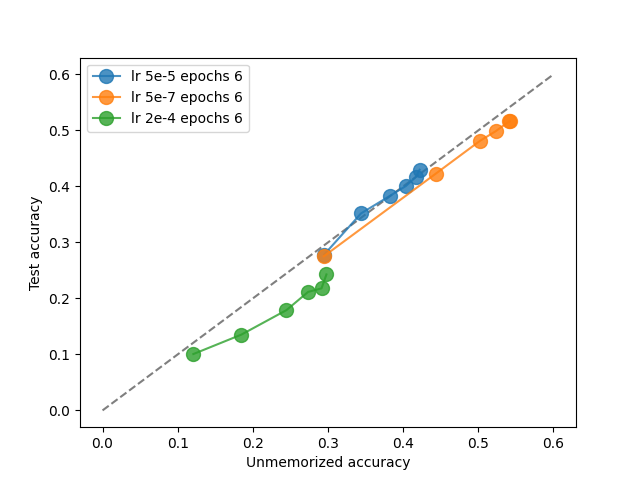 lr 5e-5 epochs 6
lr 5e-7 epochs 6
lr 2e-4 epochs 6
Test accuracy
0.6
0.5
0.4
0.3
0.2
0.1
0.0
0.0 0.1 0.2 0.3 0.4 0.5 0.6
Unmemorized accuracy